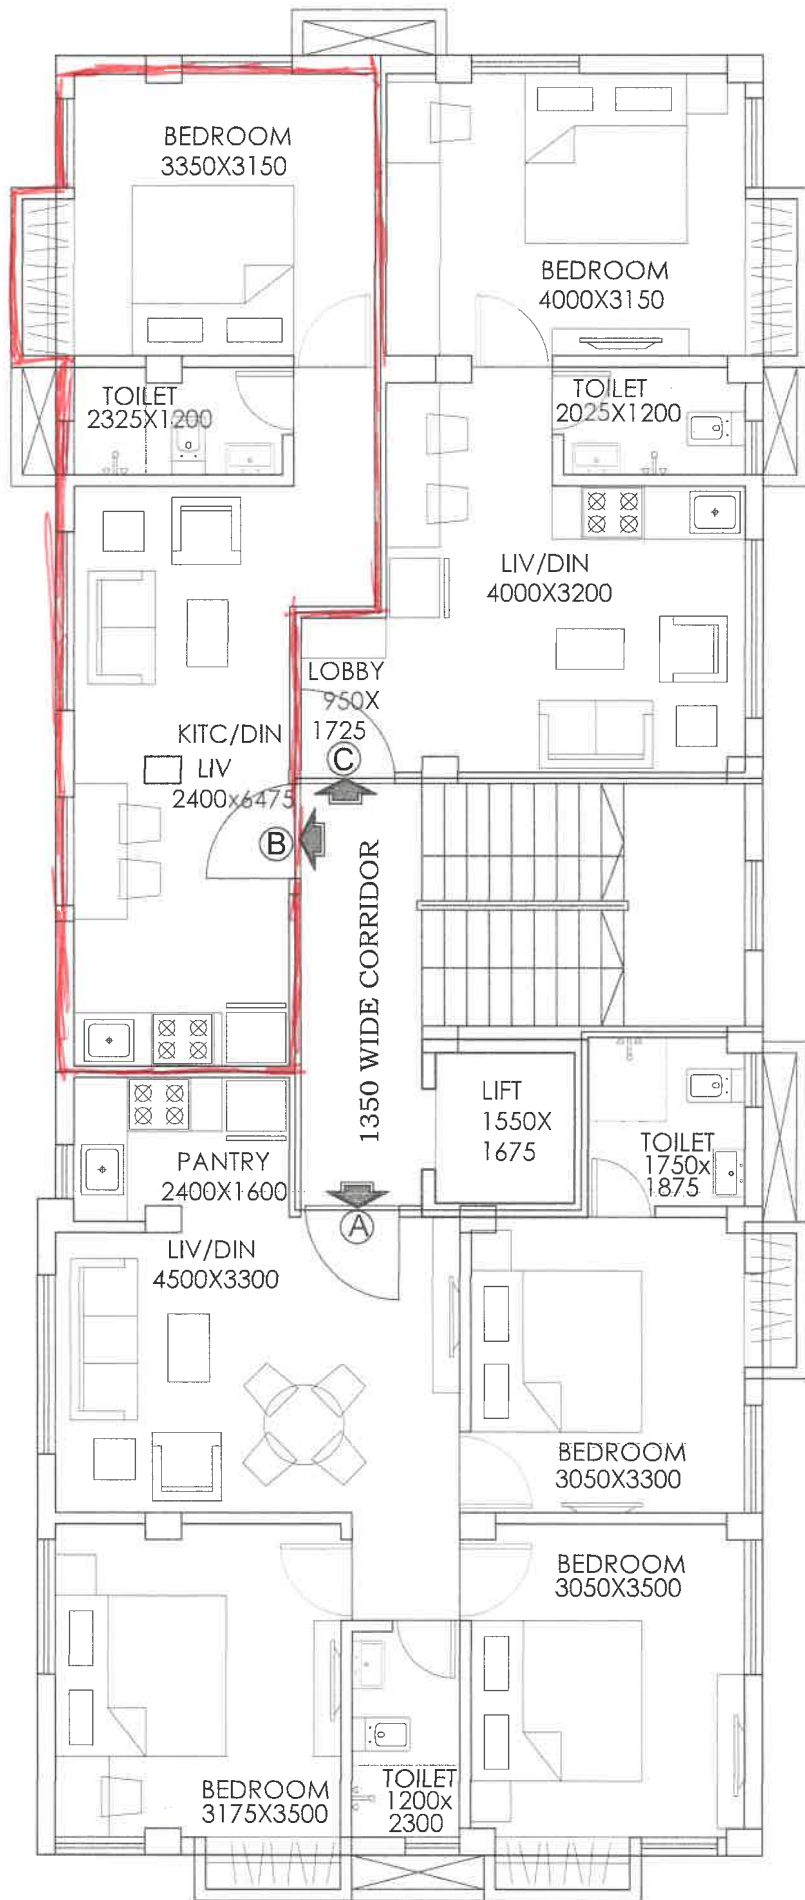 BEDROOM
3350X3150
BEDROOM
4000X3150
TOILET
2325X1200
TOILET
2025X1200
LIV/DIN
4000X3200
LOBBY
950X
1725
KITC/DIN
LIV
2400x6475
C
B
1350 WIDE CORRIDOR
LIFT
1550X
1675
TOILET
1750x
1875
PANTRY
2400X1600
A
LIV/DIN
4500X3300
BEDROOM
3050X3300
BEDROOM
3050X3500
BEDROOM
3175X3500
TOILET
1200x
2300